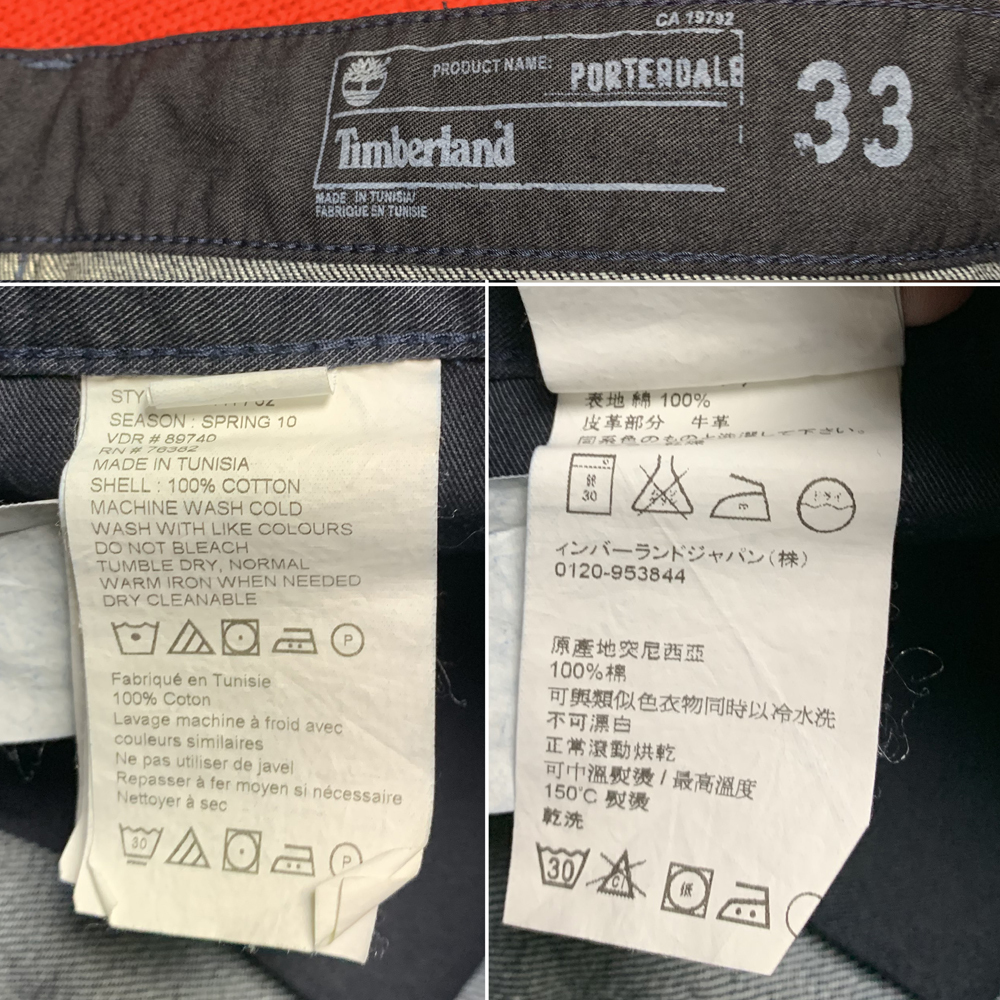 CA 19792
PRODUCT NAME: PORTERDALE
Timberland
MADE IN TUNISIA/
FABRIQUE EN TUNISIE
33
STY
SEASON : SPRING 10
VDR # 89740
RN # 76362
MADE IN TUNISIA
SHELL : 100% COTTON
MACHINE WASH COLD
WASH WITH LIKE COLOURS
DO NOT BLEACH
TUMBLE DRY, NORMAL
WARM IRON WHEN NEEDED
DRY CLEANABLE
P
Fabriqué en Tunisie
100% Coton
Lavage machine à froid avec
couleurs similaires
Ne pas utiliser de javel
Repasser à fer moyen si nécessaire
Nettoyer à sec
30 P
表地 綿 100%
皮革部分 牛革
30 ドライ
インバーランドジャパン(株)
0120-953844
原產地突尼西亞
100%棉
可與類似色衣物同時以冷水洗
不可漂白
正常滾動烘乾
可中溫熨燙 / 最高溫度
150℃ 熨燙
乾洗
30 Cl 低